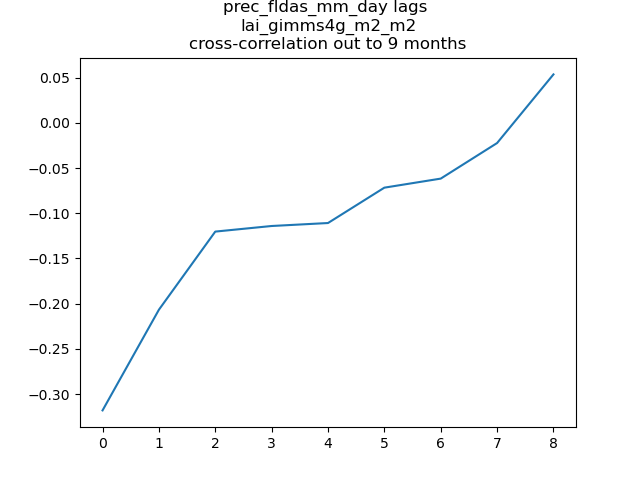 prec_fldas_mm_day lags
lai_gimms4g_m2_m2
cross-correlation out to 9 months
0.05
0.00
−0.05
−0.10
−0.15
−0.20
−0.25
−0.30
0 1 2 3 4 5 6 7 8